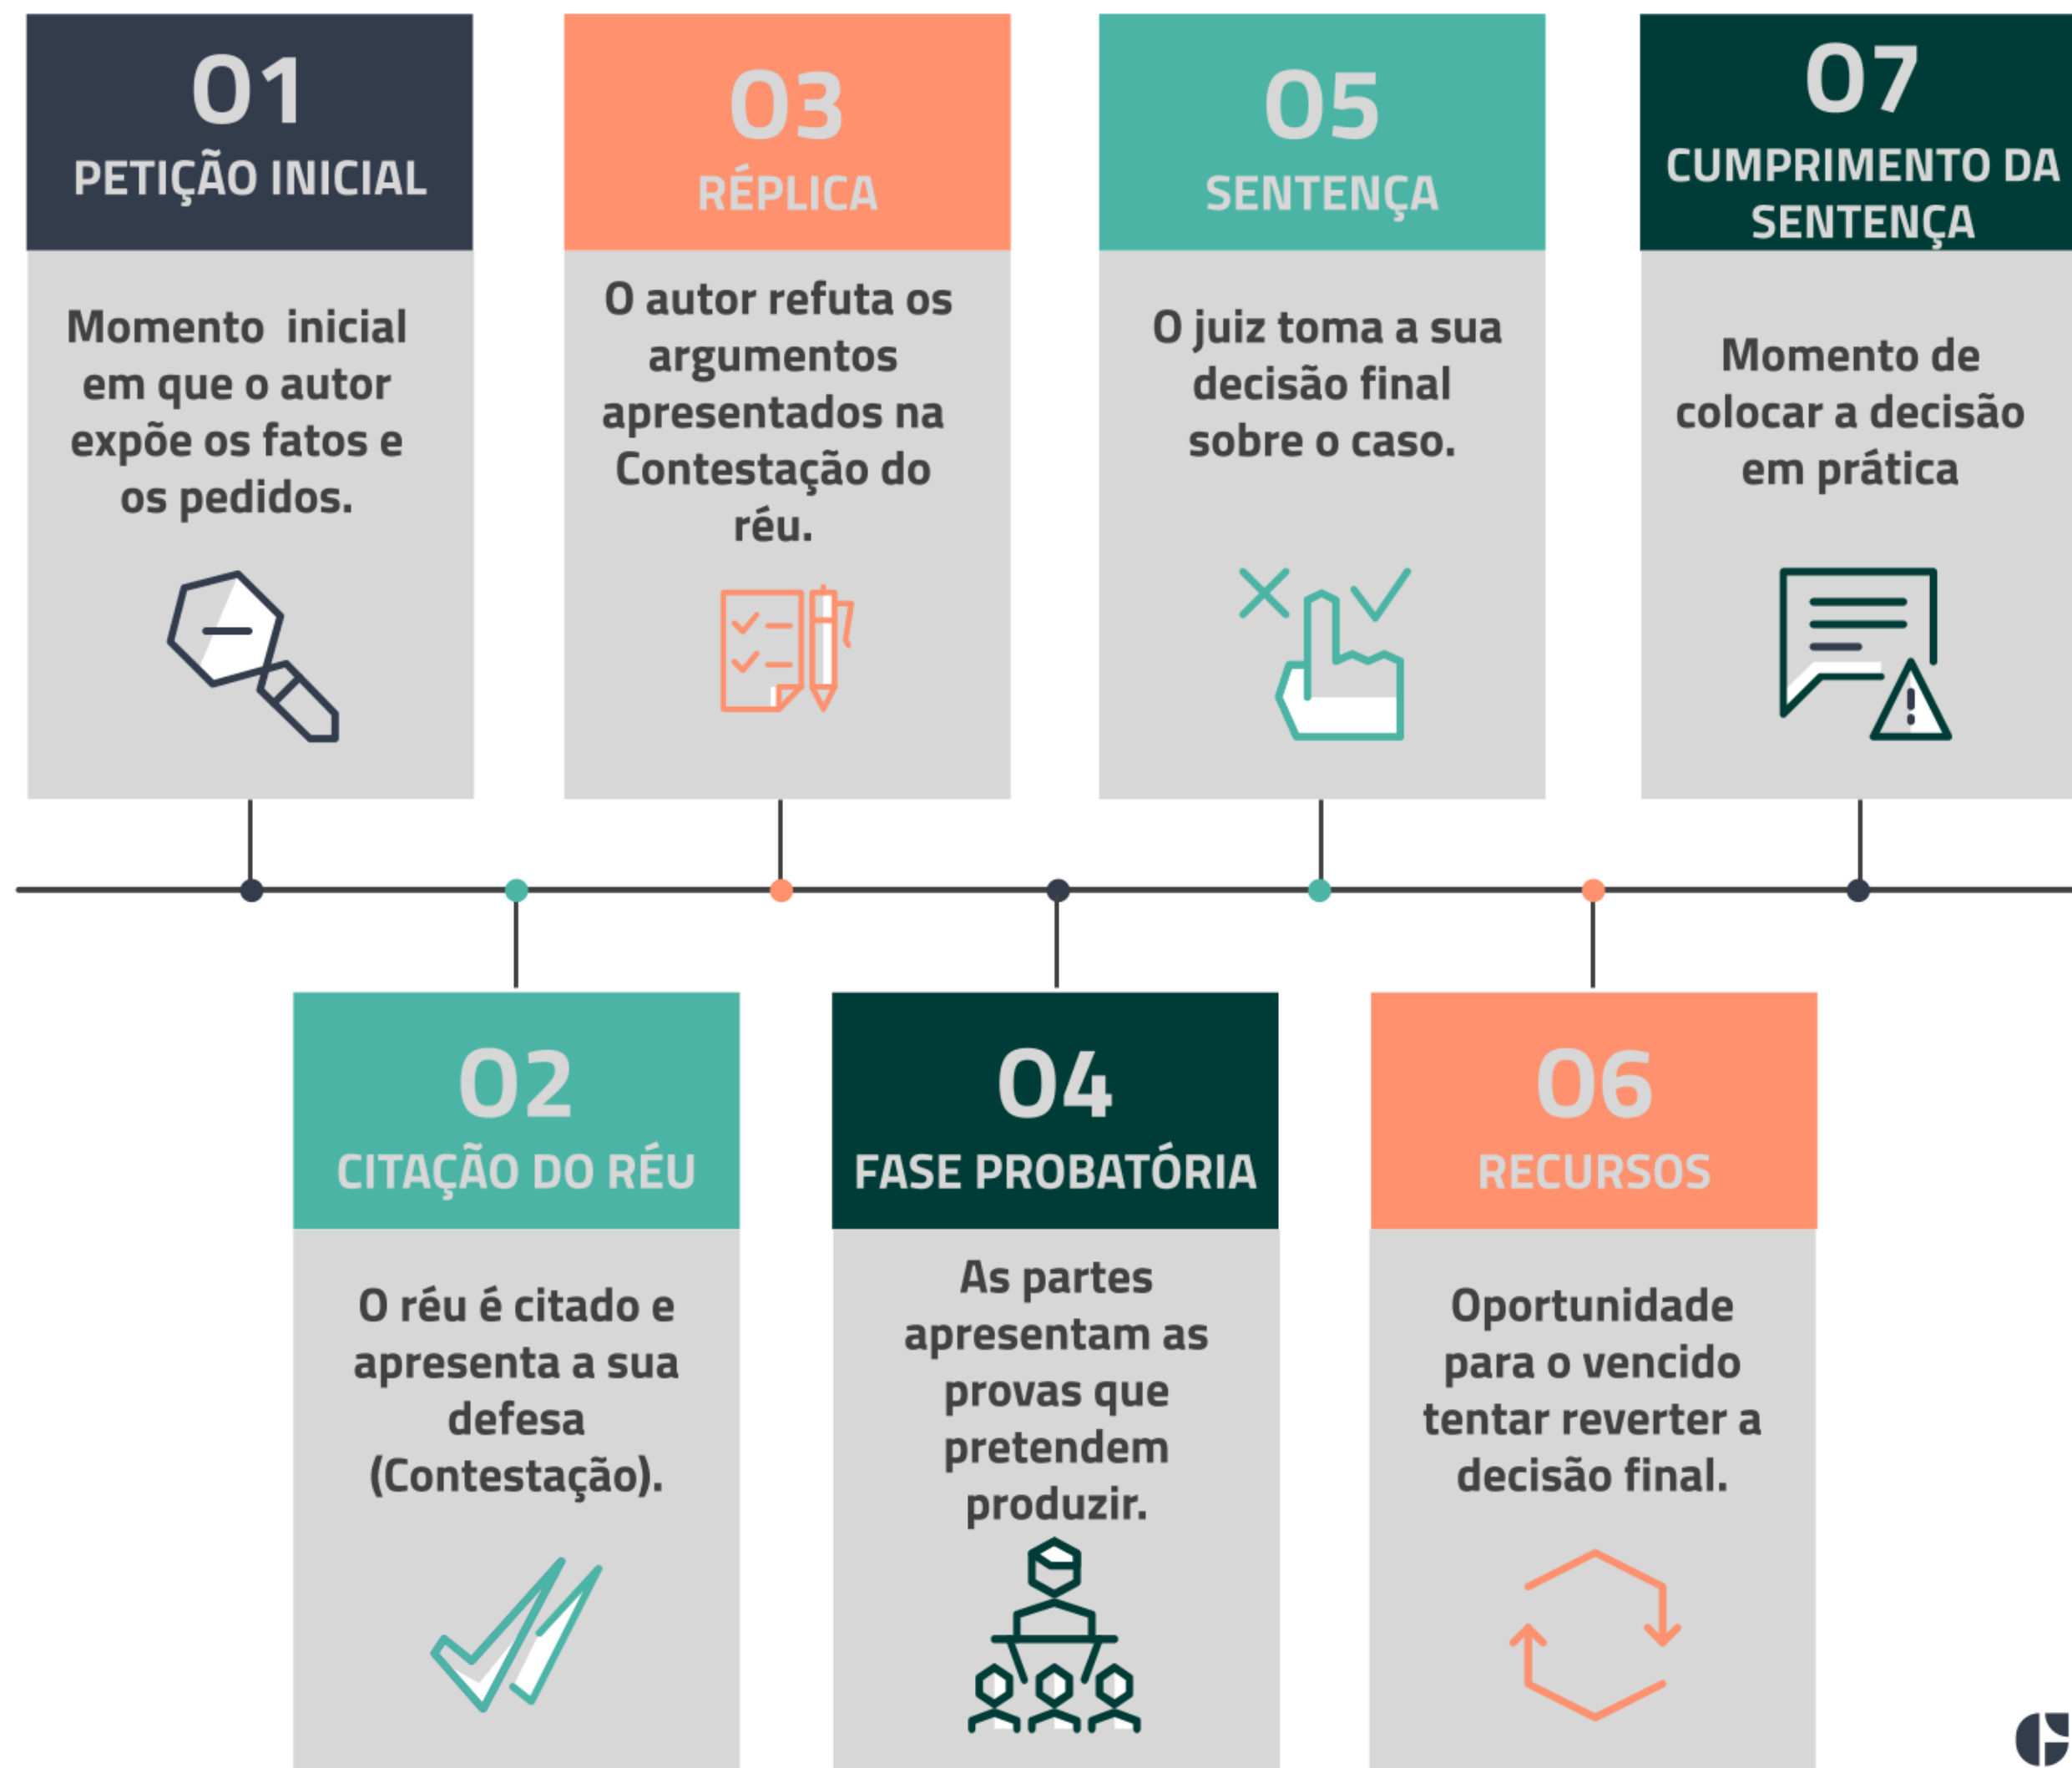 01
PETIÇÃO INICIAL
Momento inicial
em que o autor
expõe os fatos e
os pedidos.
02
CITAÇÃO DO RÉU
O réu é citado e
apresenta a sua
defesa
(Contestação).
03
RÉPLICA
O autor refuta os
argumentos
apresentados na
Contestação do
réu.
04
FASE PROBATÓRIA
As partes
apresentam as
provas que
pretendem
produzir.
05
SENTENÇA
O juiz toma a sua
decisão final
sobre o caso.
06
RECURSOS
Oportunidade
para o vencido
tentar reverter a
decisão final.
07
CUMPRIMENTO DA
SENTENÇA
Momento de
colocar a decisão
em prática